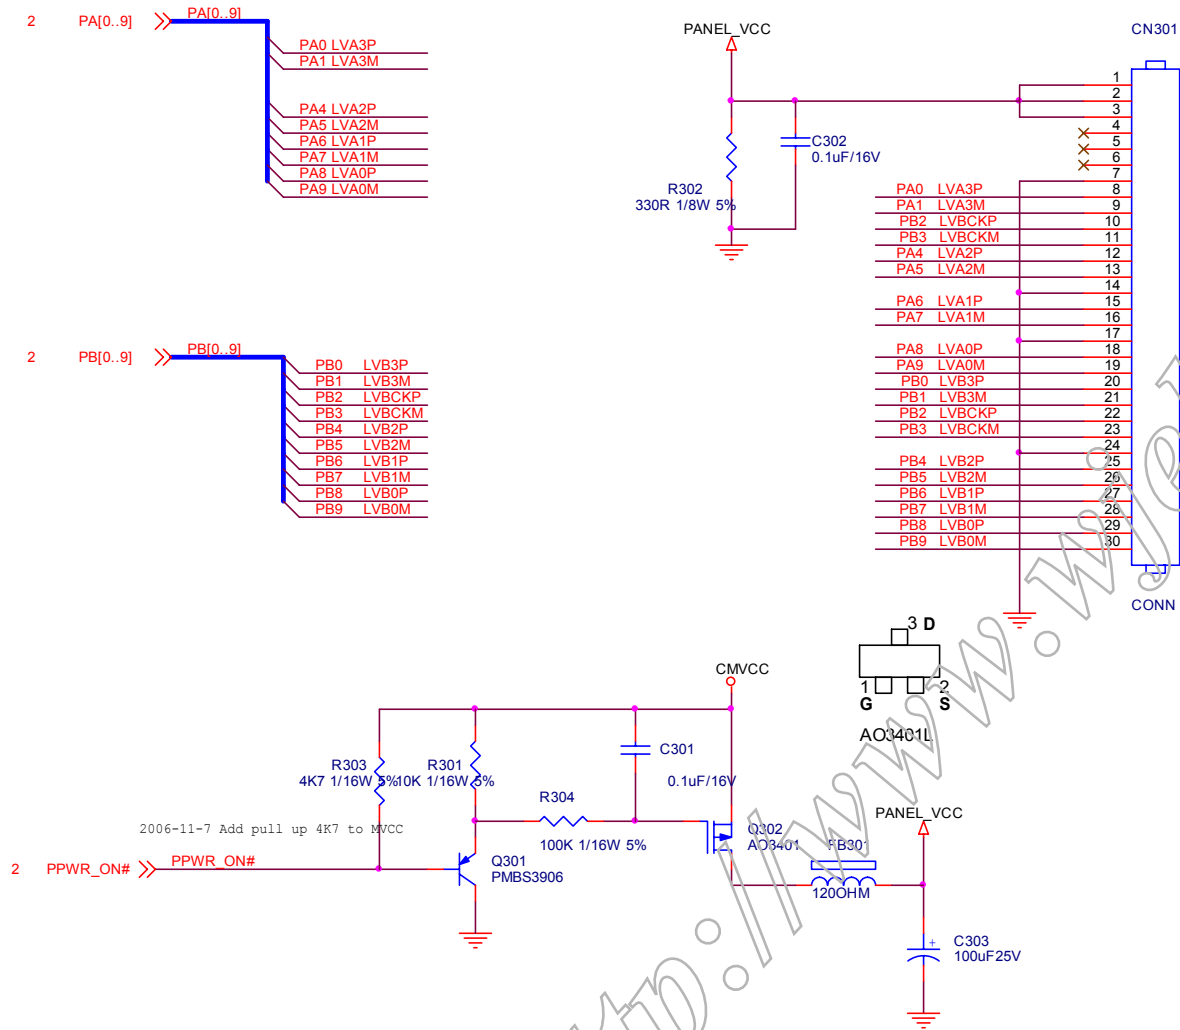 2 PA[0..9] PA[0..9]
PA0 LVA3P
PA1 LVA3M
PA4 LVA2P
PA5 LVA2M
PA6 LVA1P
PA7 LVA1M
PA8 LVA0P
PA9 LVA0M
2 PB[0..9] PB[0..9]
PB0 LVB3P
PB1 LVB3M
PB2 LVBCKP
PB3 LVBCKM
PB4 LVB2P
PB5 LVB2M
PB6 LVB1P
PB7 LVB1M
PB8 LVB0P
PB9 LVB0M
PANEL_VCC
C302
0.1uF/16V
R302
330R 1/8W 5%
CN301
1
2
3
4
5
6
7
PA0 LVA3P 8
PA1 LVA3M 9
PB2 LVBCKP 10
PB3 LVBCKM 11
PA4 LVA2P 12
PA5 LVA2M 13
14
PA6 LVA1P 15
PA7 LVA1M 16
17
PA8 LVA0P 18
PA9 LVA0M 19
PB0 LVB3P 20
PB1 LVB3M 21
PB2 LVBCKP 22
PB3 LVBCKM 23
24
PB4 LVB2P 25
PB5 LVB2M 26
PB6 LVB1P 27
PB7 LVB1M 28
PB8 LVB0P 29
PB9 LVB0M 30
CONN
3 D
1 2
G S
AO3401L
CMVCC
R303
4K7 1/16W 5%
R301
10K 1/16W 5%
C301
0.1uF/16V
R304
100K 1/16W 5%
2006-11-7 Add pull up 4K7 to MVCC
2 PPWR_ON# PPWR_ON#
Q301
PMBS3906
Q302
AO3401
FB301
120OHM
PANEL_VCC
C303
+
100uF25V